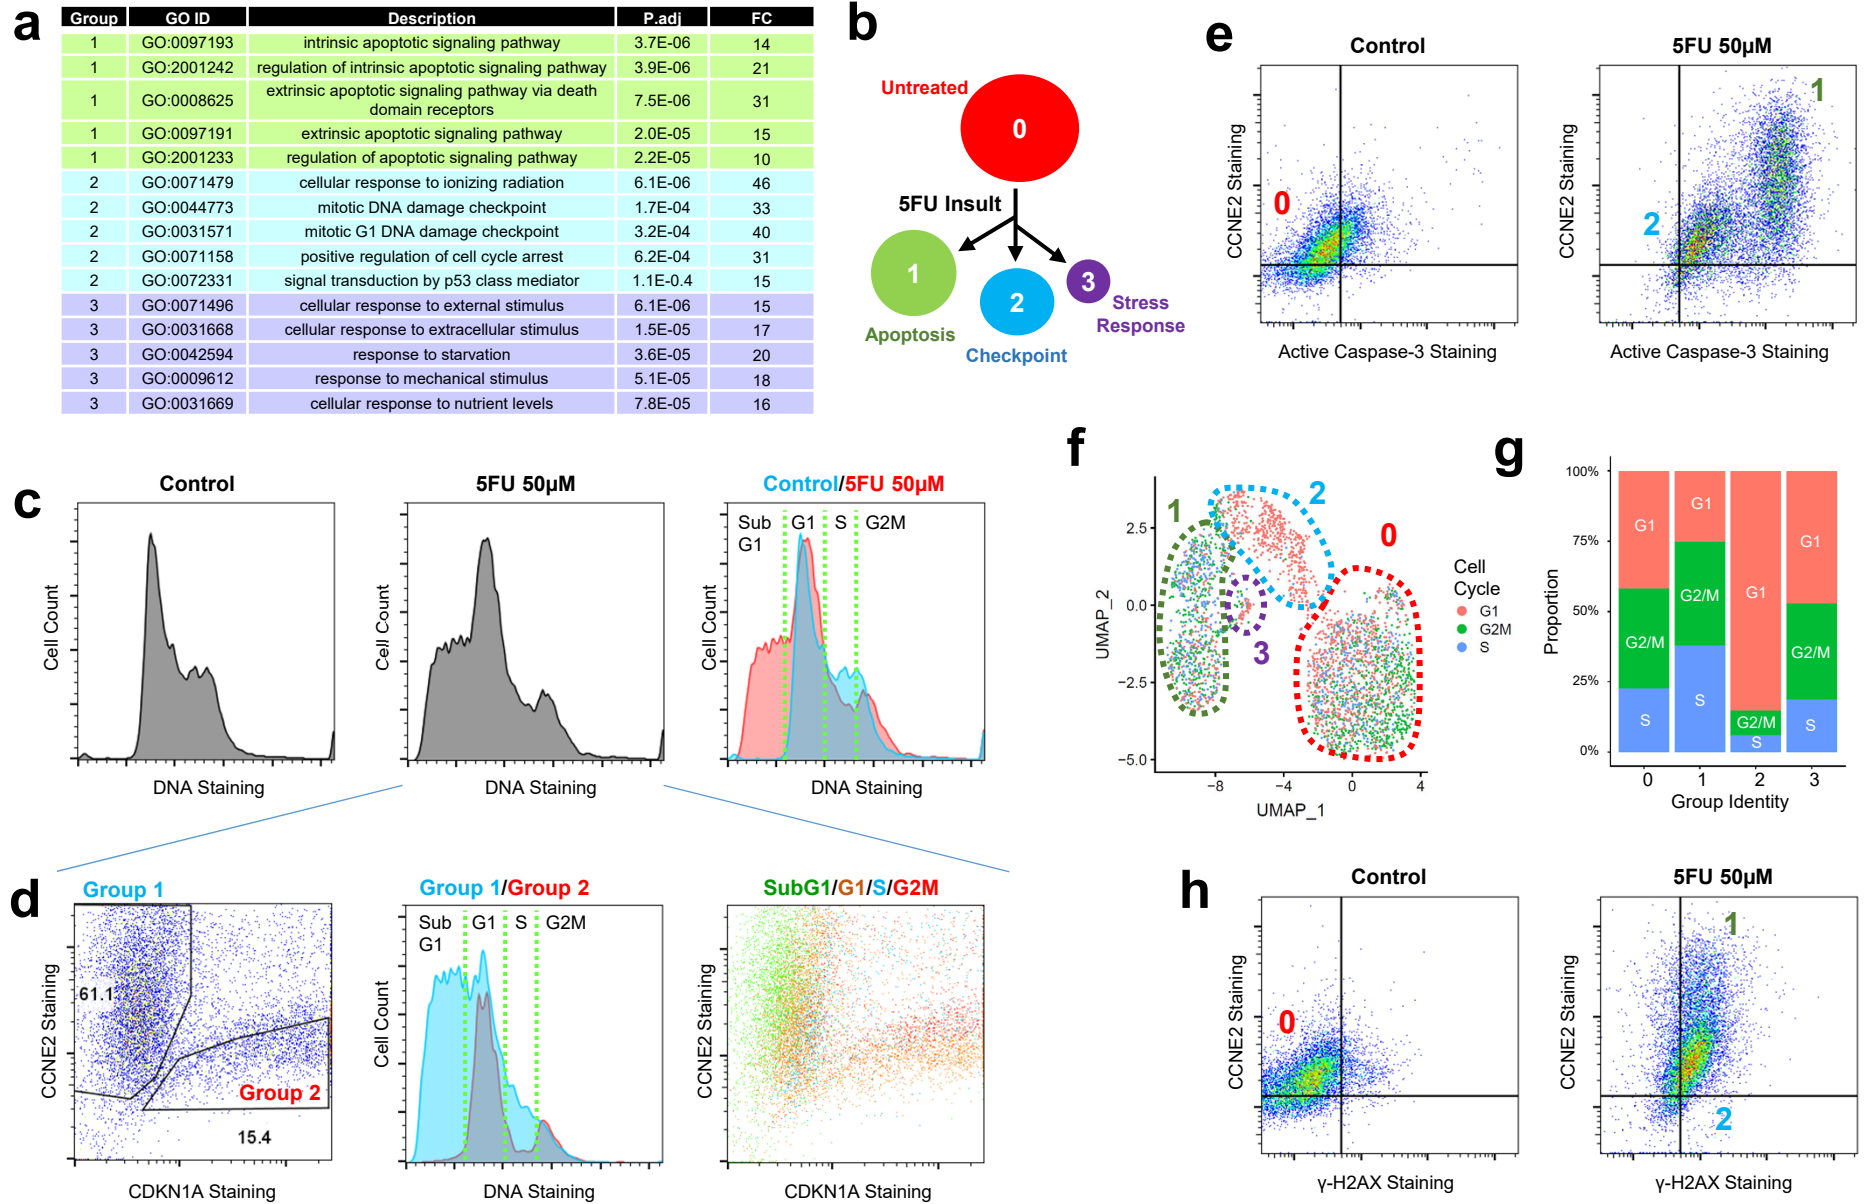 a
Group GO ID Description P.adj FC
1 GO:0097193 intrinsic apoptotic signaling pathway 3.7E-06 14
1 GO:2001242 regulation of intrinsic apoptotic signaling pathway 3.9E-06 21
1 GO:0008625 extrinsic apoptotic signaling pathway via death domain receptors 7.5E-06 31
1 GO:0097191 extrinsic apoptotic signaling pathway 2.0E-05 15
1 GO:2001233 regulation of apoptotic signaling pathway 2.2E-05 10
2 GO:0071479 cellular response to ionizing radiation 6.1E-06 46
2 GO:0044773 mitotic DNA damage checkpoint 1.7E-04 33
2 GO:0031571 mitotic G1 DNA damage checkpoint 3.2E-04 40
2 GO:0071158 positive regulation of cell cycle arrest 6.2E-04 31
2 GO:0072331 signal transduction by p53 class mediator 1.1E-0.4 15
3 GO:0071496 cellular response to external stimulus 6.1E-06 15
3 GO:0031668 cellular response to extracellular stimulus 1.5E-05 17
3 GO:0042594 response to starvation 3.6E-05 20
3 GO:0009612 response to mechanical stimulus 5.1E-05 18
3 GO:0031669 cellular response to nutrient levels 7.8E-05 16
b
Untreated
0
5FU Insult
1
2
3
Apoptosis
Checkpoint
Stress
Response
e
Control
CCNE2 Staining
0
Active Caspase-3 Staining
5FU 50µM
CCNE2 Staining
1
2
Active Caspase-3 Staining
c
Control
Cell Count
DNA Staining
5FU 50µM
Cell Count
DNA Staining
Control/5FU 50µM
Sub
G1
G1
S
G2M
Cell Count
DNA Staining
d
Group 1
CCNE2 Staining
61.1
Group 2
15.4
CDKN1A Staining
Group 1/Group 2
Sub
G1
G1
S
G2M
Cell Count
DNA Staining
SubG1/G1/S/G2M
CCNE2 Staining
CDKN1A Staining
f
UMAP_2
2.5
0.0
−2.5
−5.0
1
2
0
3
−8 −4 0 4
UMAP_1
Cell
Cycle
G1
G2M
S
g
Proportion
100%
75%
50%
25%
0%
G1 G2/M S
G1 G2/M S
G1 G2/M S
G1 G2/M S
0 1 2 3
Group Identity
h
Control
CCNE2 Staining
0
γ-H2AX Staining
5FU 50µM
CCNE2 Staining
1
2
γ-H2AX Staining